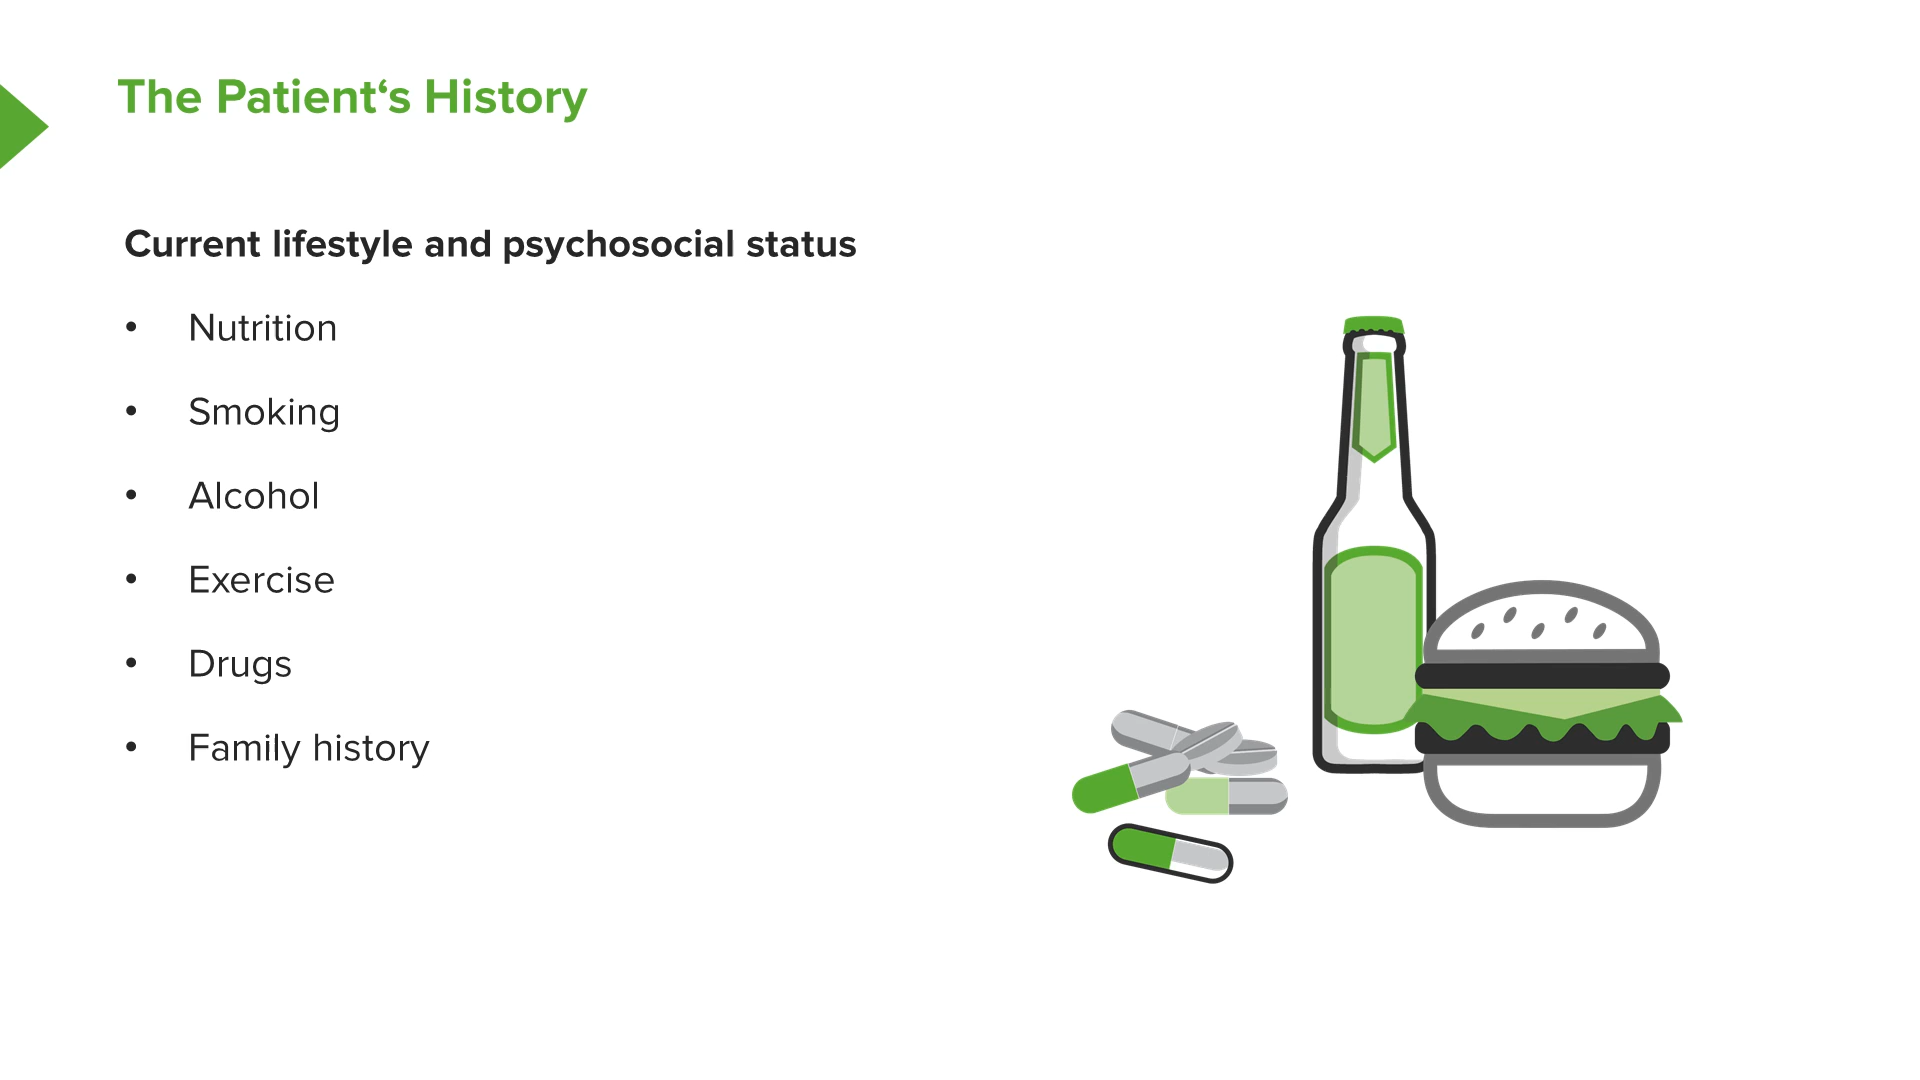 The Patient‘s History
Current lifestyle and psychosocial status
• Nutrition
• Smoking
• Alcohol
• Exercise
• Drugs
• Family history